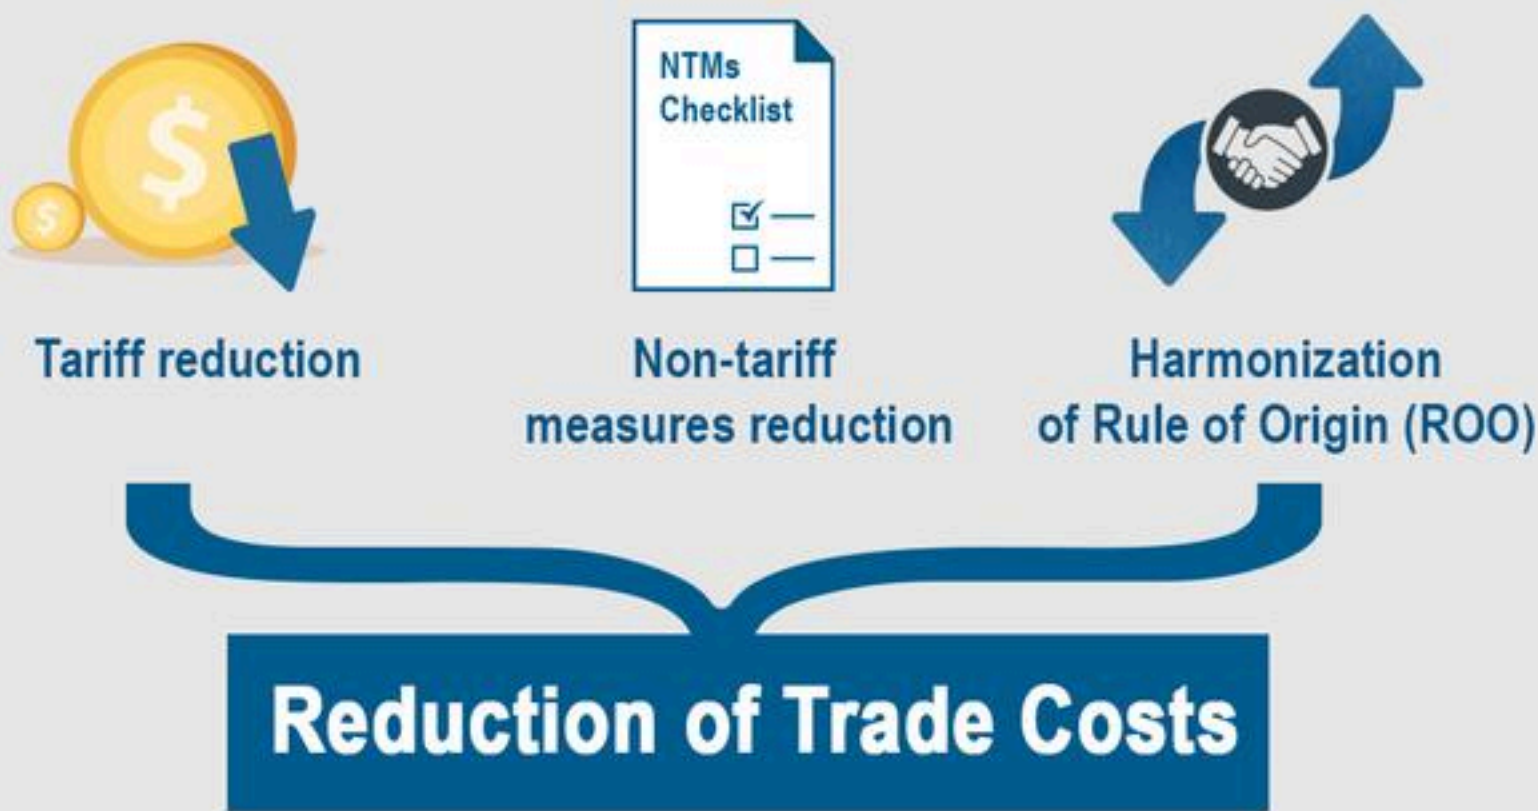 $
$
NTMs
Checklist
Tariff reduction
Non-tariff
measures reduction
Harmonization
of Rule of Origin (ROO)
Reduction of Trade Costs